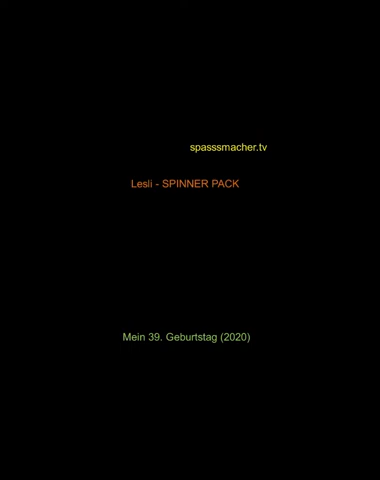 spasssmacher.tv
Lesli - SPINNER PACK
Mein 39. Geburtstag (2020)